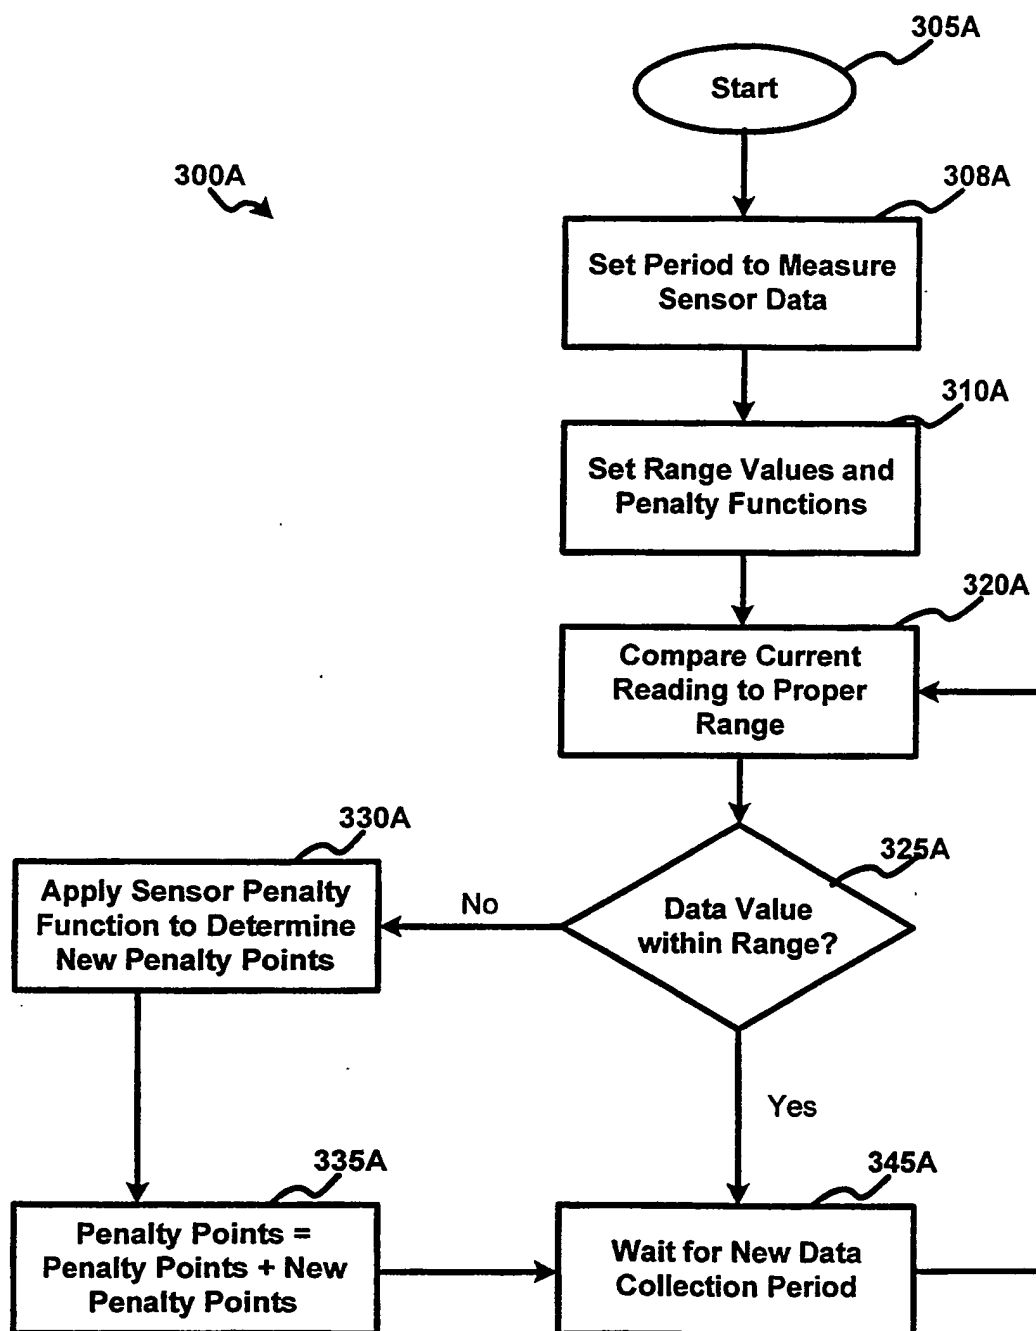 305A
Start
300A
308A
Set Period to Measure
Sensor Data
310A
Set Range Values and
Penalty Functions
320A
Compare Current
Reading to Proper
Range
330A
325A
Apply Sensor Penalty
Function to Determine
New Penalty Points
No
Data Value
within Range?
Yes
335A
345A
Penalty Points =
Penalty Points + New
Penalty Points
Wait for New Data
Collection Period